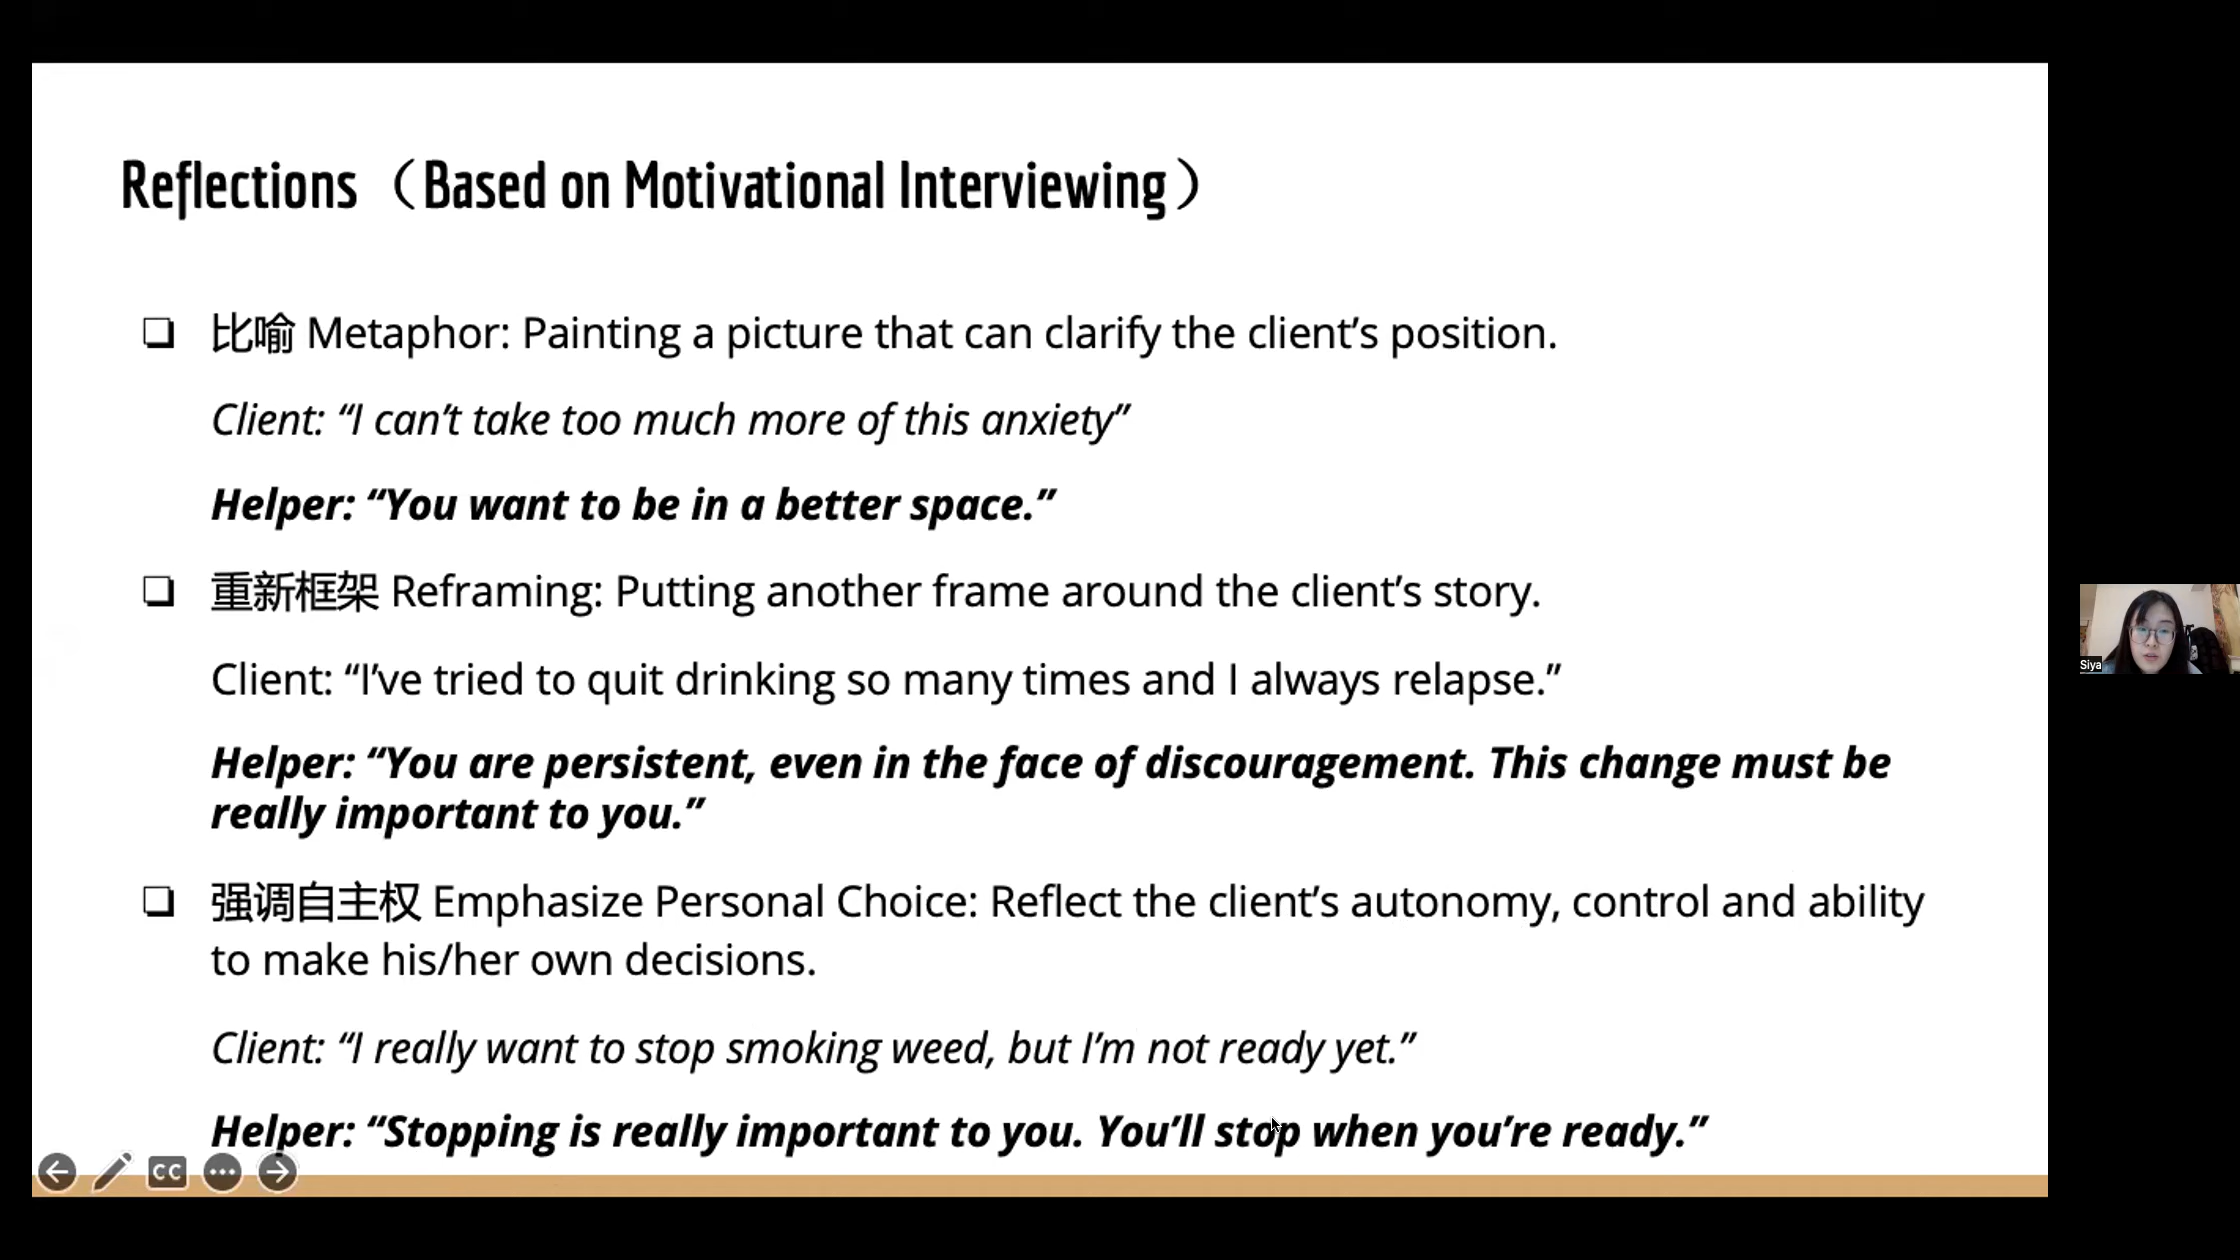 Reflections（Based on Motivational Interviewing）
比喻 Metaphor: Painting a picture that can clarify the client’s position.
Client: “I can’t take too much more of this anxiety”
Helper: “You want to be in a better space.”
重新框架 Reframing: Putting another frame around the client’s story.
Client: “I’ve tried to quit drinking so many times and I always relapse.”
Helper: “You are persistent, even in the face of discouragement. This change must be
really important to you.”
强调自主权 Emphasize Personal Choice: Reflect the client’s autonomy, control and ability
to make his/her own decisions.
Client: “I really want to stop smoking weed, but I’m not ready yet.”
Helper: “Stopping is really important to you. You’ll stop when you’re ready.”
CC
Siya